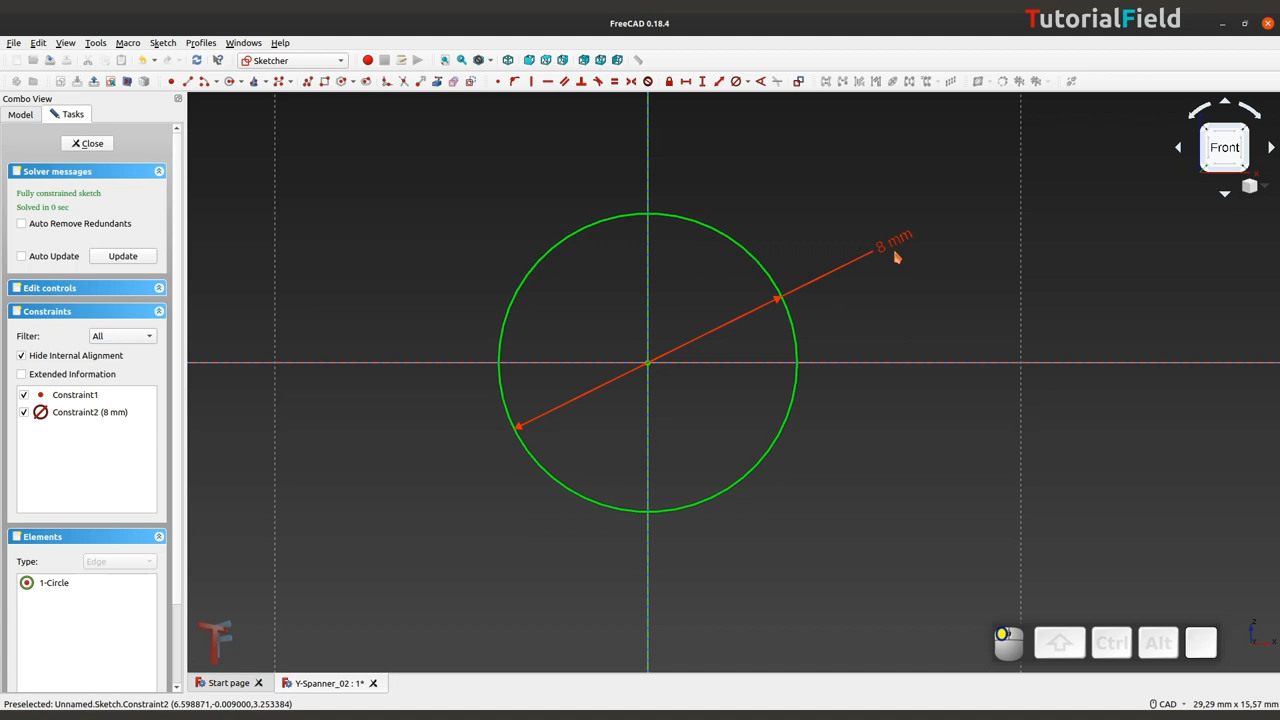 FreeCAD 0.18.4
TutorialField
File Edit View Tools Macro Sketch Profiles Windows Help
Sketcher
Combo View
Model Tasks
Close
Solver messages
Fully constrained sketch
Solved in 0 sec
Auto Remove Redundants
Auto Update Update
Edit controls
Constraints
Filter: All
Hide Internal Alignment
Extended Information
Constraint1
Constraint2 (8 mm)
Elements
Type: Edge
1-Circle
8 mm
Front
Ctrl Alt
Start page Y-Spanner_02 : 1*
Preselected: Unnamed.Sketch.Constraint2 (6.598871,-0.009000,3.253384) CAD 29,29 mm x 15,57 mm